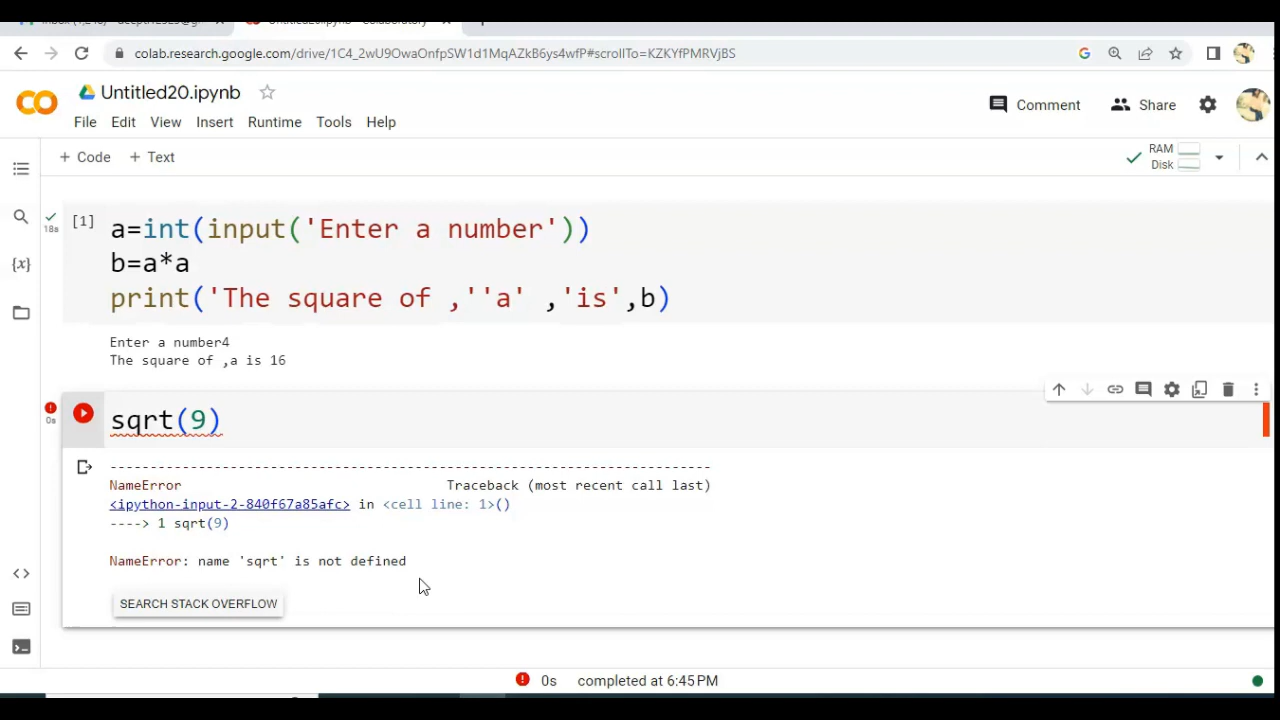 Untitled20.ipynb - Colaboratory
colab.research.google.com/drive/1C4_2wU9OwaOnfpSW1d1MqAZkB6ys4wfP#scrollTo=KZKYfPMRVjBS
Untitled20.ipynb
Comment Share
File Edit View Insert Runtime Tools Help
+ Code + Text
RAM
Disk
18s
[1] a=int(input('Enter a number'))
b=a*a
print('The square of ,''a' ,'is',b)
Enter a number4
The square of ,a is 16
0s
sqrt(9)
---------------------------------------------------------------------------
NameError Traceback (most recent call last)
<ipython-input-2-840f67a85afc> in <cell line: 1>()
----> 1 sqrt(9)
NameError: name 'sqrt' is not defined
SEARCH STACK OVERFLOW
0s completed at 6:45 PM